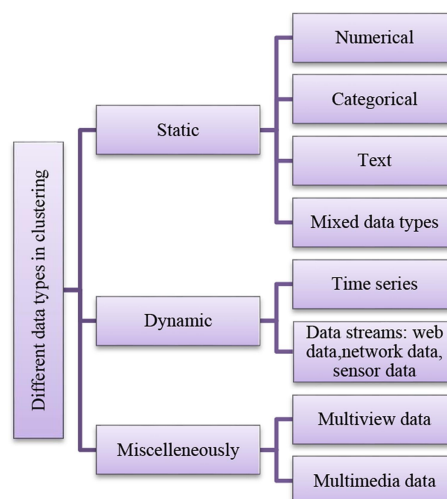 Different data types in clustering
Static
Numerical
Categorical
Text
Mixed data types
Dynamic
Time series
Data streams: web
data,network data,
sensor data
Miscelleneously
Multiview data
Multimedia data